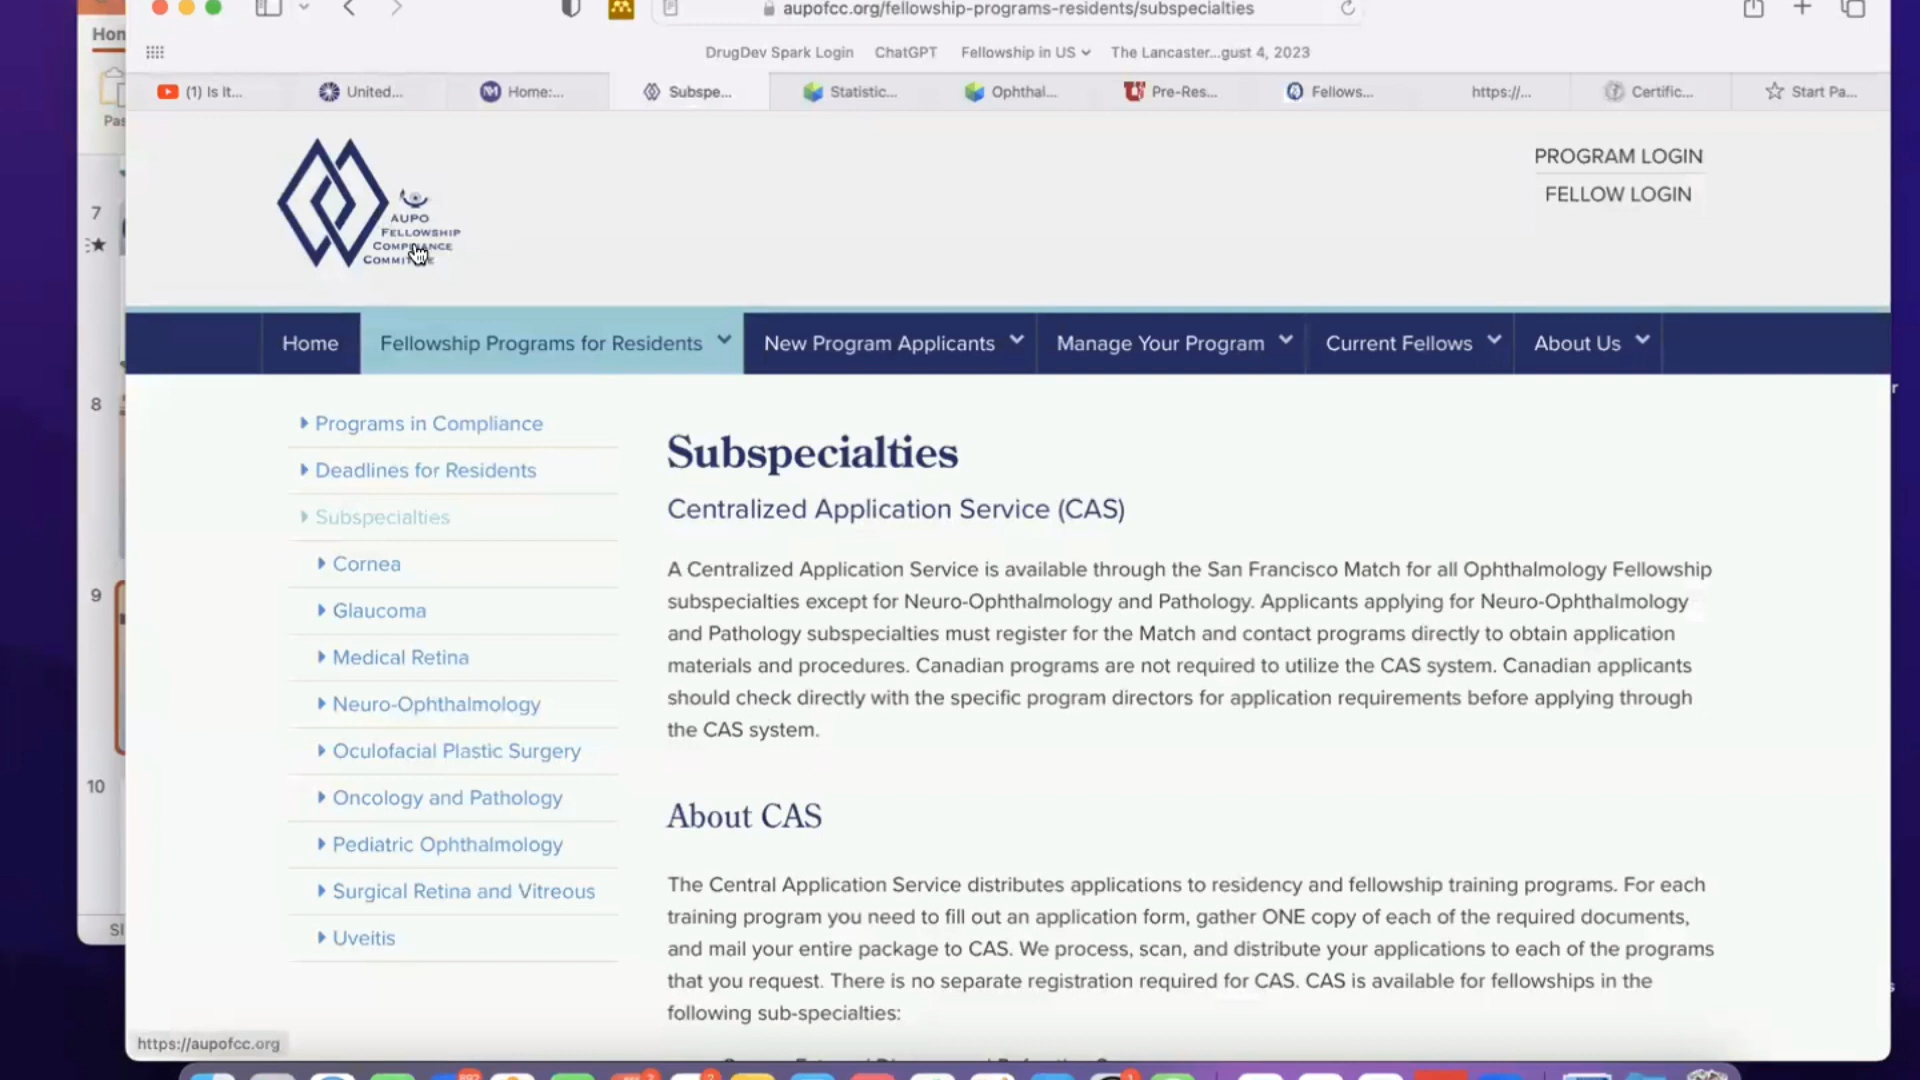 Hon
Pas
7
8
9
10
aupofcc.org/fellowship-programs-residents/subspecialties
DrugDev Spark Login ChatGPT Fellowship in US The Lancaster...gust 4, 2023
(1) Is It... United... Home:... Subspe... Statistic... Ophthal... Pre-Res... Fellows... https://... Certific... Start Pa...
AUPO
FELLOWSHIP
COMPLIANCE
COMMITTEE
PROGRAM LOGIN
FELLOW LOGIN
Home Fellowship Programs for Residents New Program Applicants Manage Your Program Current Fellows About Us
Programs in Compliance
Deadlines for Residents
Subspecialties
Cornea
Glaucoma
Medical Retina
Neuro-Ophthalmology
Oculofacial Plastic Surgery
Oncology and Pathology
Pediatric Ophthalmology
Surgical Retina and Vitreous
Uveitis
Subspecialties
Centralized Application Service (CAS)
A Centralized Application Service is available through the San Francisco Match for all Ophthalmology Fellowship
subspecialties except for Neuro-Ophthalmology and Pathology. Applicants applying for Neuro-Ophthalmology
and Pathology subspecialties must register for the Match and contact programs directly to obtain application
materials and procedures. Canadian programs are not required to utilize the CAS system. Canadian applicants
should check directly with the specific program directors for application requirements before applying through
the CAS system.
About CAS
The Central Application Service distributes applications to residency and fellowship training programs. For each
training program you need to fill out an application form, gather ONE copy of each of the required documents,
and mail your entire package to CAS. We process, scan, and distribute your applications to each of the programs
that you request. There is no separate registration required for CAS. CAS is available for fellowships in the
following sub-specialties:
https://aupofcc.org